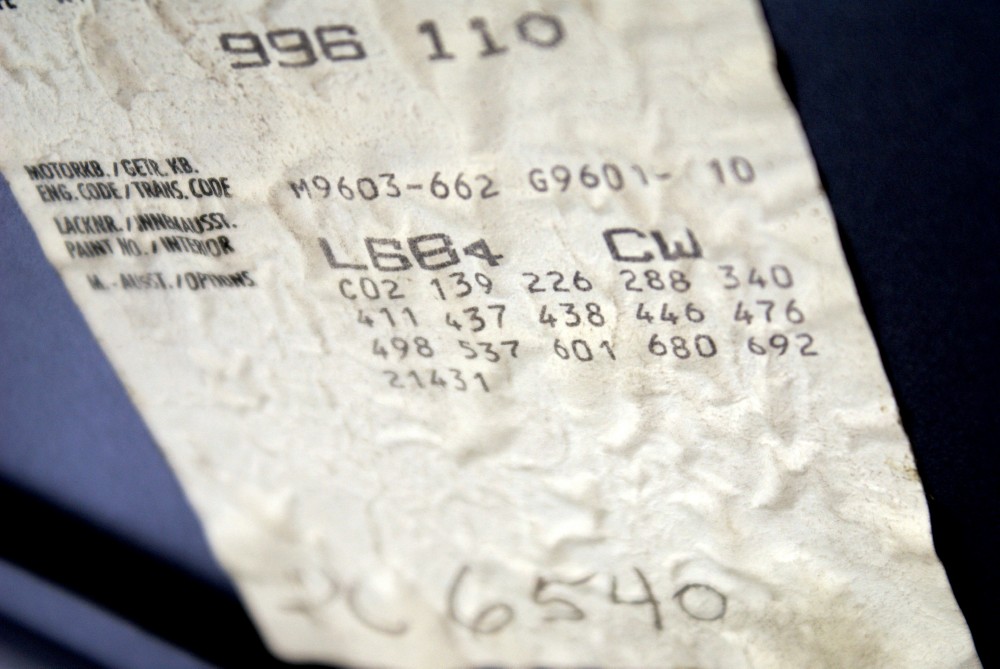 996 110
MOTORKB./GETR.KB.
ENG.CODE/TRANS.CODE M9603-662 G9601- 10
LACKNR./INNENAUSST.
PAINT NO./INTERIOR L684 CW
M.-AUSST./OPTIONS C02 139 226 288 340
411 437 438 446 476
498 537 601 680 692
21431
6540